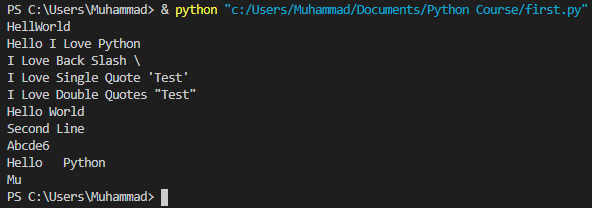 PS C:\Users\Muhammad> & python "c:/Users/Muhammad/Documents/Python Course/first.py"
HellWorld
Hello I Love Python
I Love Back Slash \
I Love Single Quote 'Test'
I Love Double Quotes "Test"
Hello World
Second Line
Abcde6
Hello   Python
Mu
PS C:\Users\Muhammad>